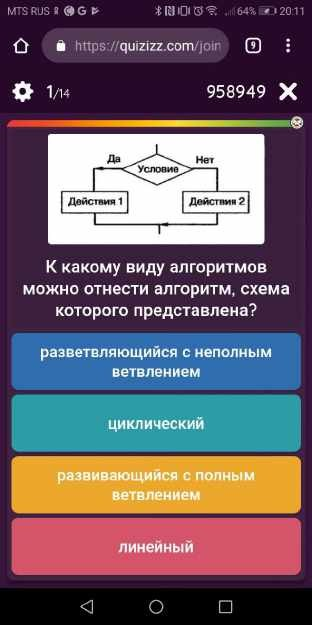 MTS RUS
64%
20:11
https://quizizz.com/join
9
1/14
958949
Да
Нет
Условие
Действия 1
Действия 2
К какому виду алгоритмов
можно отнести алгоритм, схема
которого представлена?
разветвляющийся с неполным
ветвлением
циклический
развивающийся с полным
ветвлением
линейный